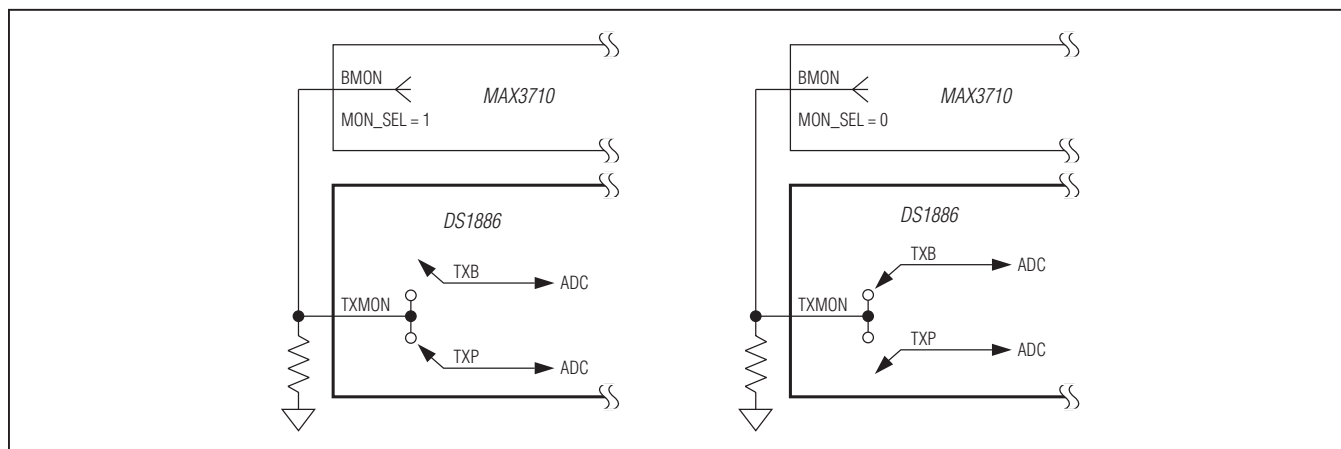 BMON
MAX3710
MON_SEL = 1
DS1886
TXB
ADC
TXMON
TXP
ADC
BMON
MAX3710
MON_SEL = 0
DS1886
TXB
ADC
TXMON
TXP
ADC